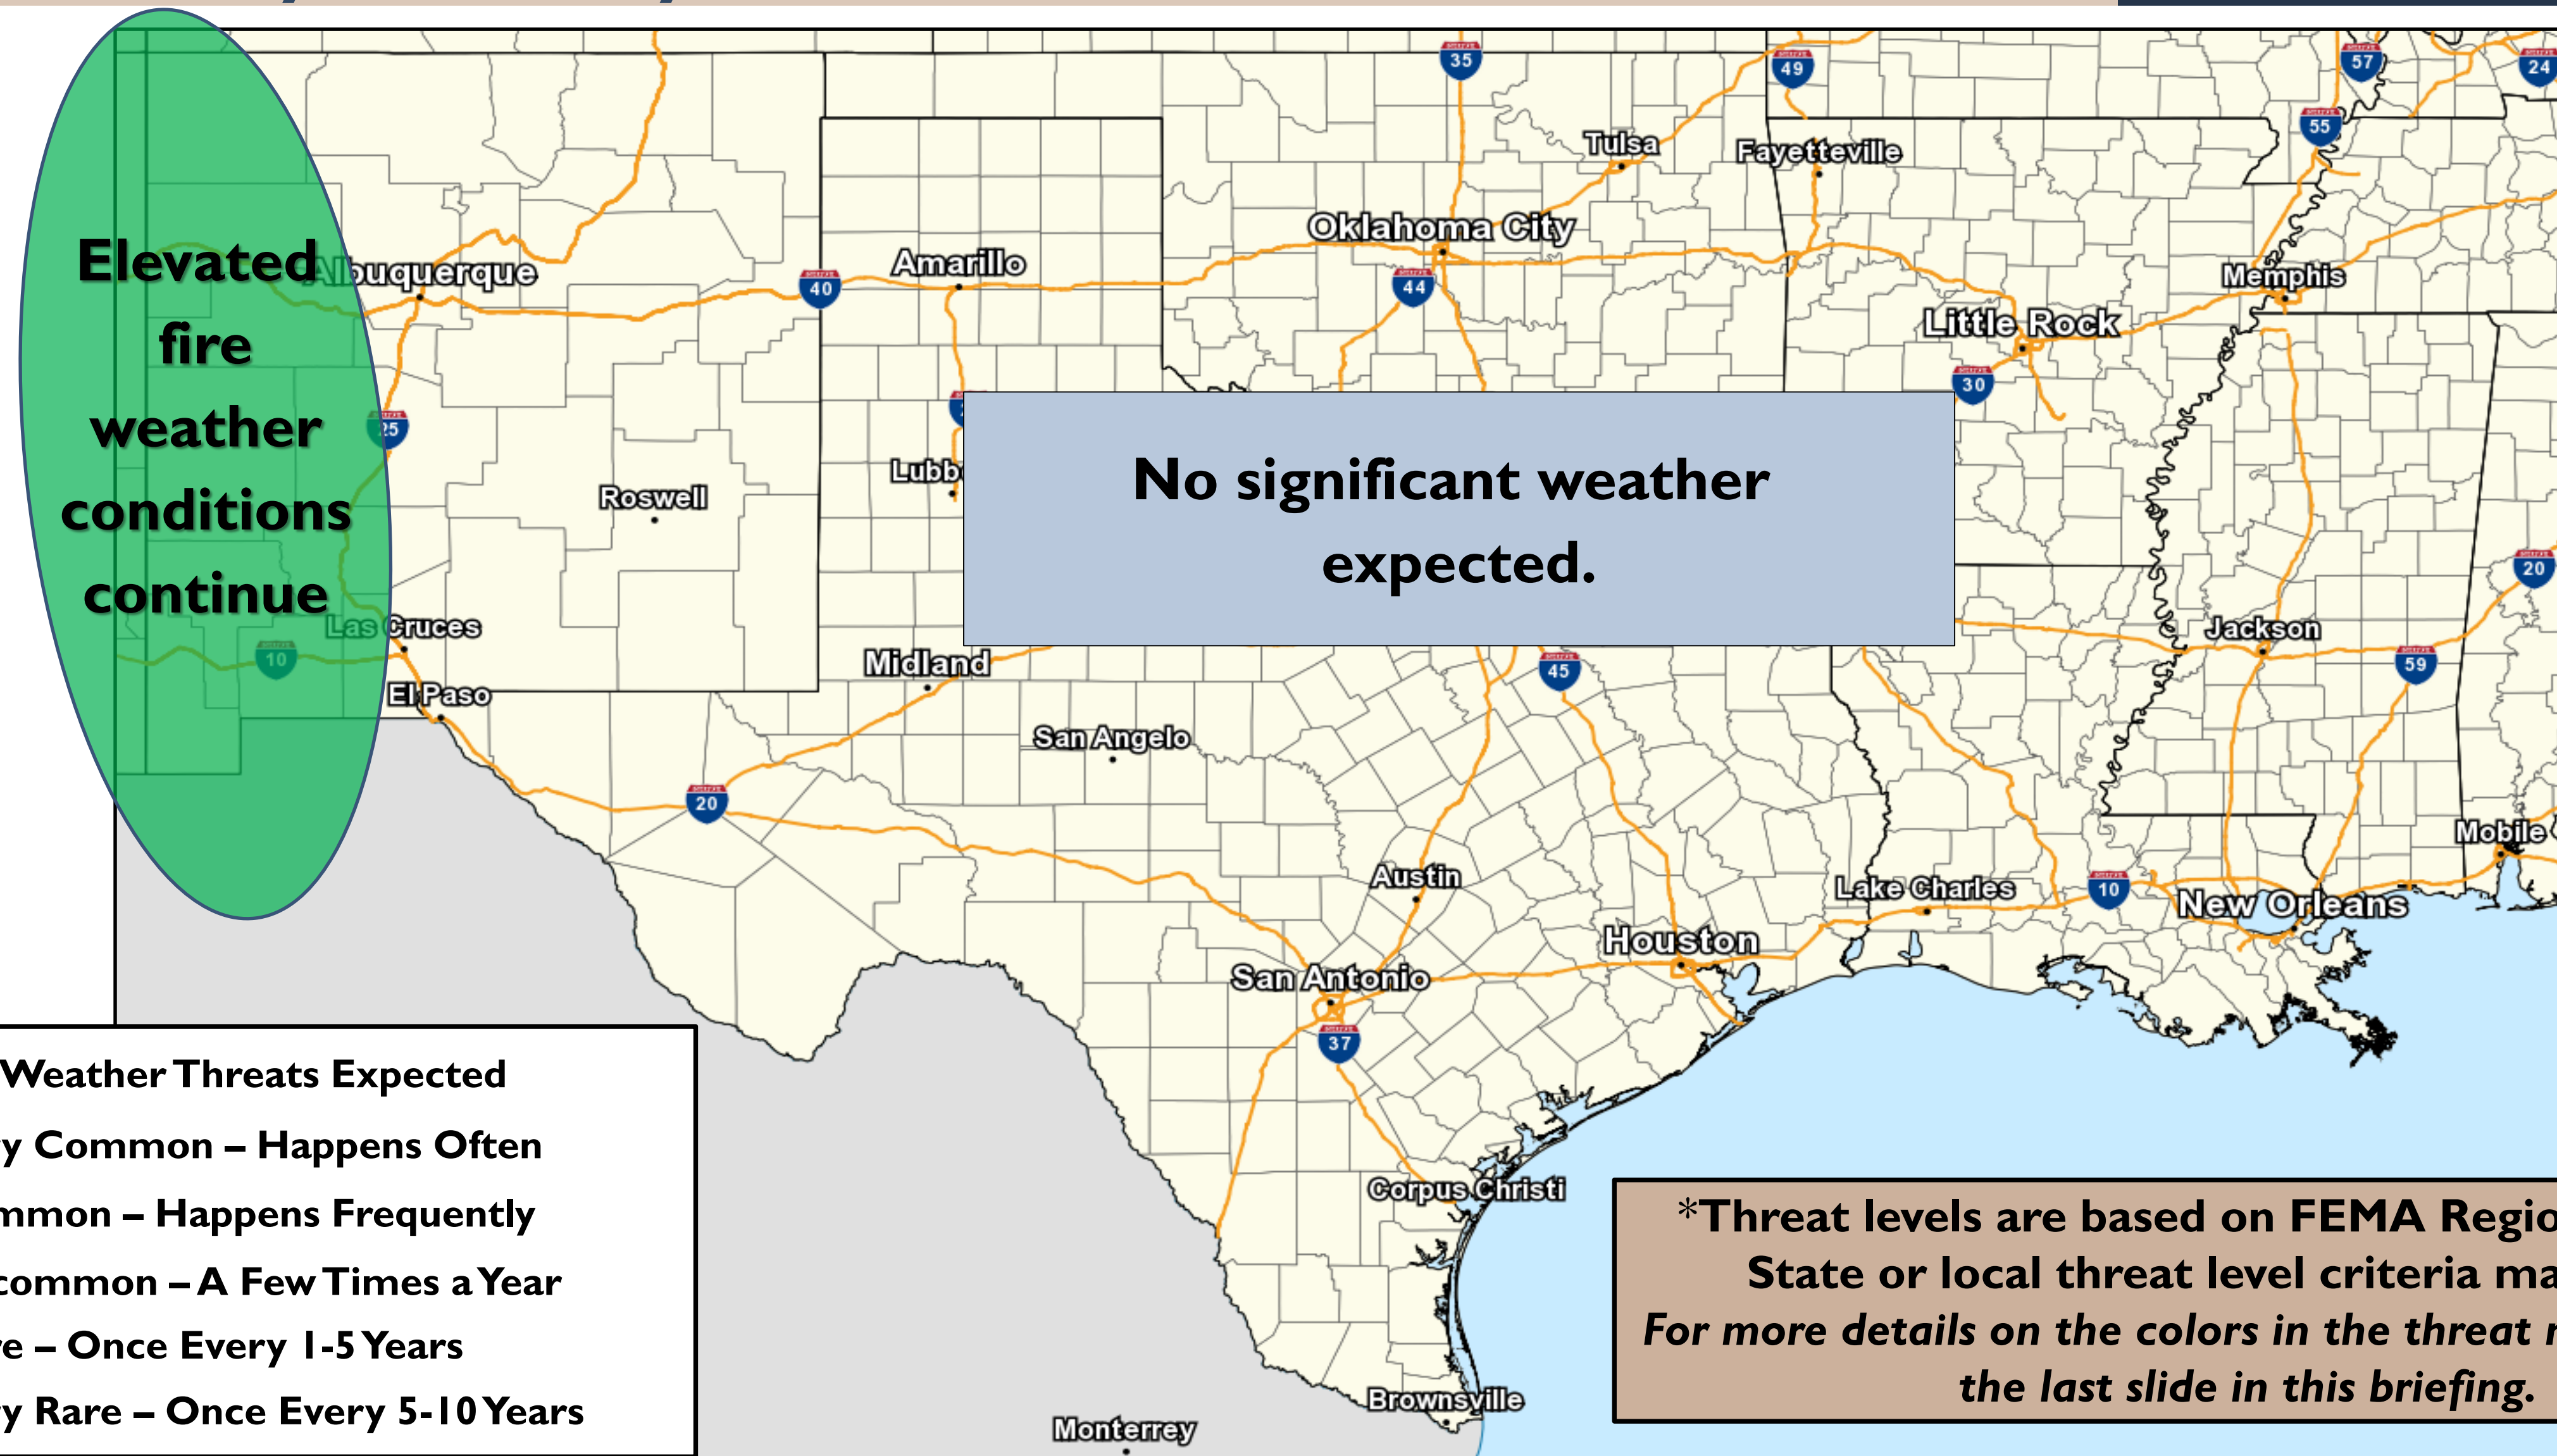 35
49
57
24
55
Tulsa
Fayetteville
Oklahoma City
Elevated
fire
weather
conditions
continue
Albuquerque
40
Amarillo
44
Memphis
Little Rock
30
25
Lubb
Roswell
No significant weather
expected.
20
Las Cruces
10
El Paso
Midland
45
Jackson
59
San Angelo
20
Austin
Mobile
Lake Charles
10
New Orleans
Houston
San Antonio
37
Corpus Christi
Brownsville
Monterrey
Weather Threats Expected
y Common – Happens Often
mmon – Happens Frequently
common – A Few Times a Year
re – Once Every 1-5 Years
y Rare – Once Every 5-10 Years
*Threat levels are based on FEMA Regio
State or local threat level criteria ma
For more details on the colors in the threat
the last slide in this briefing.